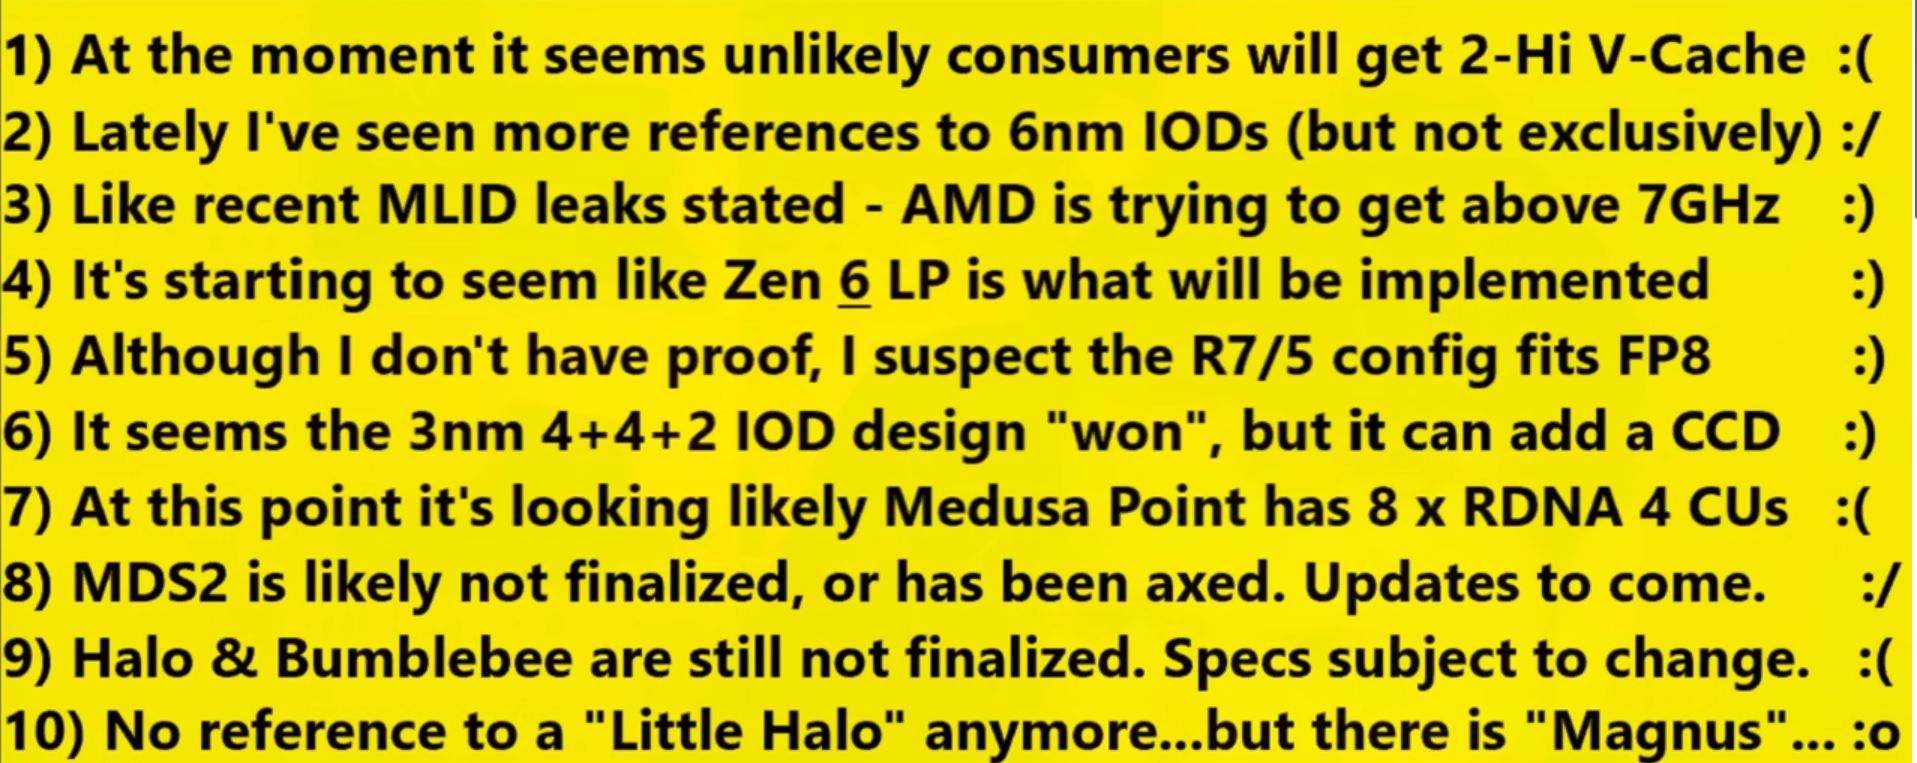 1) At the moment it seems unlikely consumers will get 2-Hi V-Cache :(
2) Lately I've seen more references to 6nm IODs (but not exclusively) :/
3) Like recent MLID leaks stated - AMD is trying to get above 7GHz :)
4) It's starting to seem like Zen 6 LP is what will be implemented :)
5) Although I don't have proof, I suspect the R7/5 config fits FP8 :)
6) It seems the 3nm 4+4+2 IOD design "won", but it can add a CCD :)
7) At this point it's looking likely Medusa Point has 8 x RDNA 4 CUs :(
8) MDS2 is likely not finalized, or has been axed. Updates to come. :/
9) Halo & Bumblebee are still not finalized. Specs subject to change. :(
10) No reference to a "Little Halo" anymore...but there is "Magnus"... :o